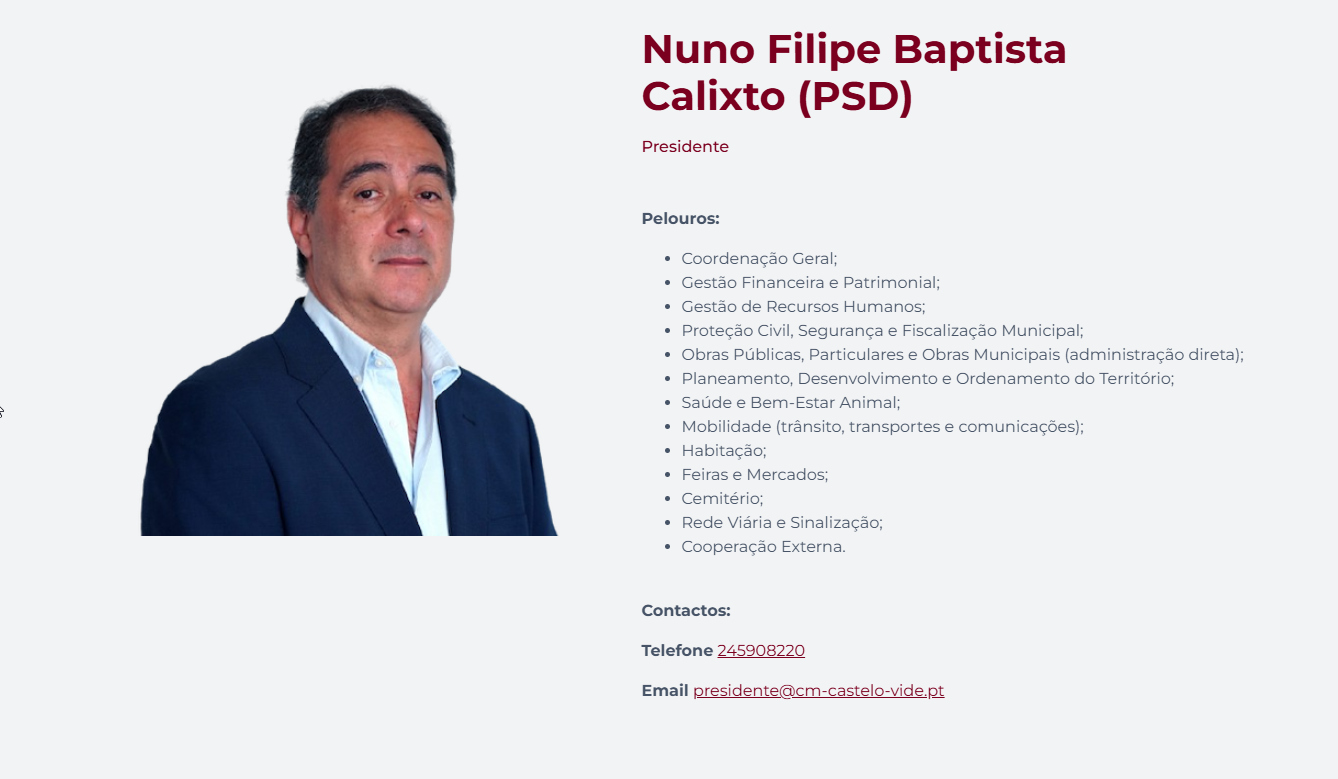 Nuno Filipe Baptista
Calixto (PSD)
Presidente
Pelouros:
Coordenação Geral;
Gestão Financeira e Patrimonial;
Gestão de Recursos Humanos;
Proteção Civil, Segurança e Fiscalização Municipal;
Obras Públicas, Particulares e Obras Municipais (administração direta);
Planeamento, Desenvolvimento e Ordenamento do Território;
Saúde e Bem-Estar Animal;
Mobilidade (trânsito, transportes e comunicações);
Habitação;
Feiras e Mercados;
Cemitério;
Rede Viária e Sinalização;
Cooperação Externa.
Contactos:
Telefone 245908220
Email presidente@cm-castelo-vide.pt